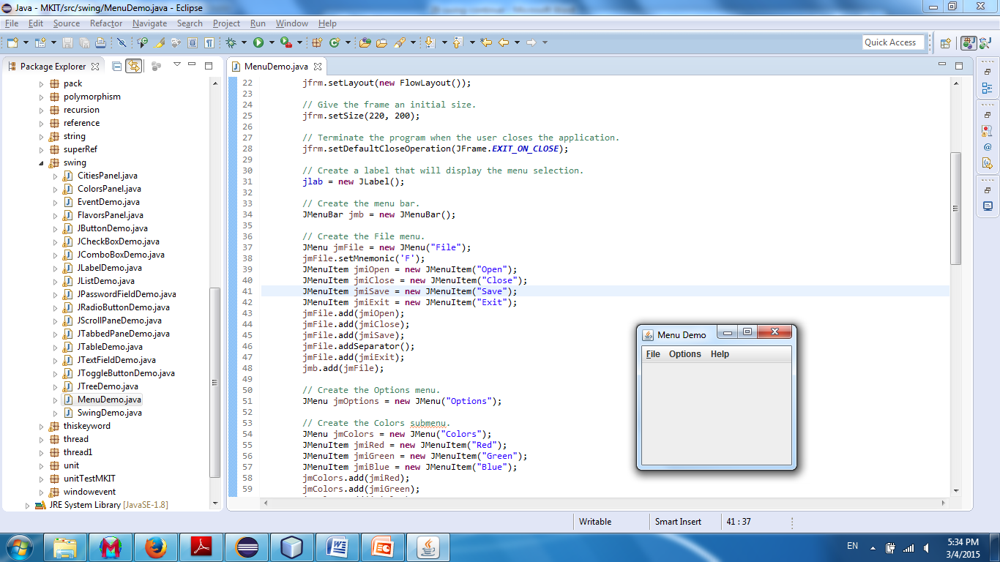 Java - MKIT/src/swing/MenuDemo.java - Eclipse
File Edit Source Refactor Navigate Search Project Run Window Help
Quick Access
Package Explorer
pack
polymorphism
recursion
reference
string
superRef
swing
CitiesPanel.java
ColorsPanel.java
EventDemo.java
FlavorsPanel.java
JButtonDemo.java
JCheckBoxDemo.java
JComboBoxDemo.java
JLabelDemo.java
JListDemo.java
JPasswordFieldDemo.java
JRadioButtonDemo.java
JScrollPaneDemo.java
JTabbedPaneDemo.java
JTableDemo.java
JTextFieldDemo.java
JToggleButtonDemo.java
JTreeDemo.java
MenuDemo.java
SwingDemo.java
thiskeyword
thread
thread1
unit
unitTestMKIT
windowevent
JRE System Library [JavaSE-1.8]
MenuDemo.java
22 jfrm.setLayout(new FlowLayout());
23
24 // Give the frame an initial size.
25 jfrm.setSize(220, 200);
26
27 // Terminate the program when the user closes the application.
28 jfrm.setDefaultCloseOperation(JFrame.EXIT_ON_CLOSE);
29
30 // Create a label that will display the menu selection.
31 jlab = new JLabel();
32
33 // Create the menu bar.
34 JMenuBar jmb = new JMenuBar();
35
36 // Create the File menu.
37 JMenu jmFile = new JMenu("File");
38 jmFile.setMnemonic('F');
39 JMenuItem jmiOpen = new JMenuItem("Open");
40 JMenuItem jmiClose = new JMenuItem("Close");
41 JMenuItem jmiSave = new JMenuItem("Save");
42 JMenuItem jmiExit = new JMenuItem("Exit");
43 jmFile.add(jmiOpen);
44 jmFile.add(jmiClose);
45 jmFile.add(jmiSave);
46 jmFile.addSeparator();
47 jmFile.add(jmiExit);
48 jmb.add(jmFile);
49
50 // Create the Options menu.
51 JMenu jmOptions = new JMenu("Options");
52
53 // Create the Colors submenu.
54 JMenu jmColors = new JMenu("Colors");
55 JMenuItem jmiRed = new JMenuItem("Red");
56 JMenuItem jmiGreen = new JMenuItem("Green");
57 JMenuItem jmiBlue = new JMenuItem("Blue");
58 jmColors.add(jmiRed);
59 jmColors.add(jmiGreen);
Menu Demo
File Options Help
Writable Smart Insert 41 : 37
EN
5:34 PM
3/4/2015